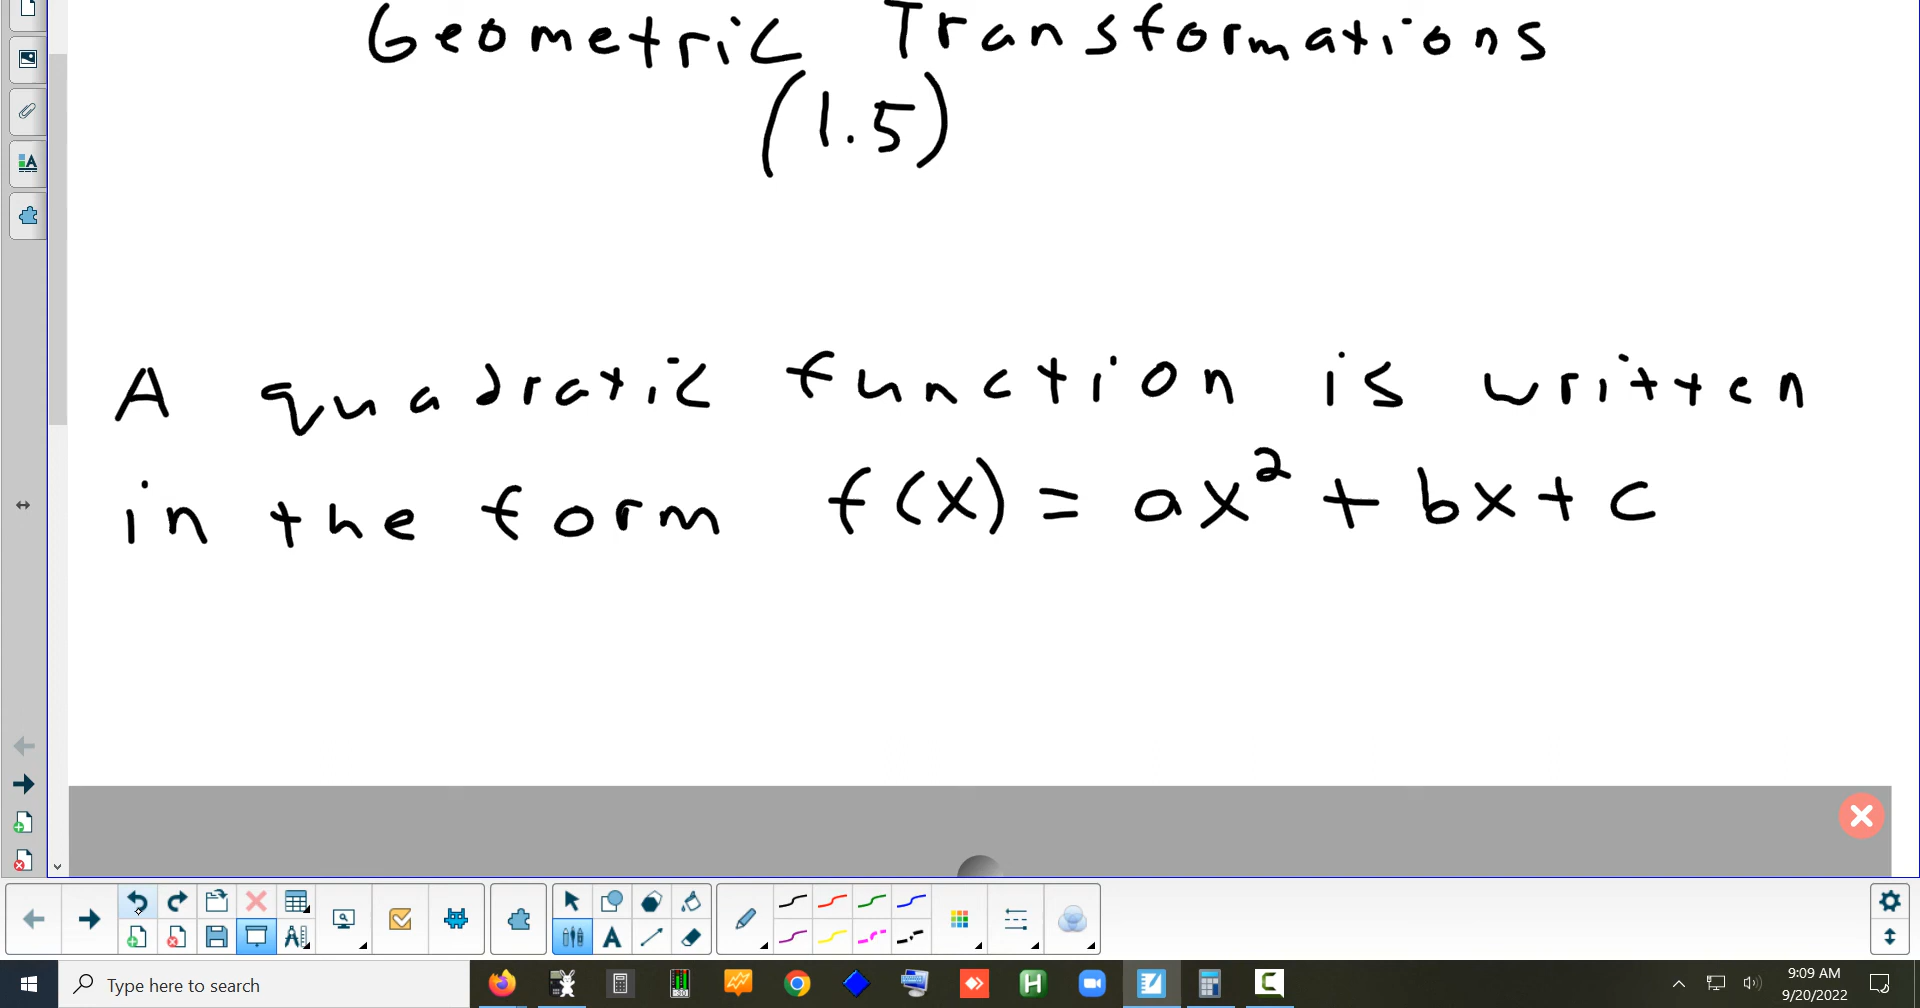 Geometric Transformations
(1.5)
A quadratic function is written
in the form f(x) = ax² + bx + c
Type here to search
9:09 AM
9/20/2022